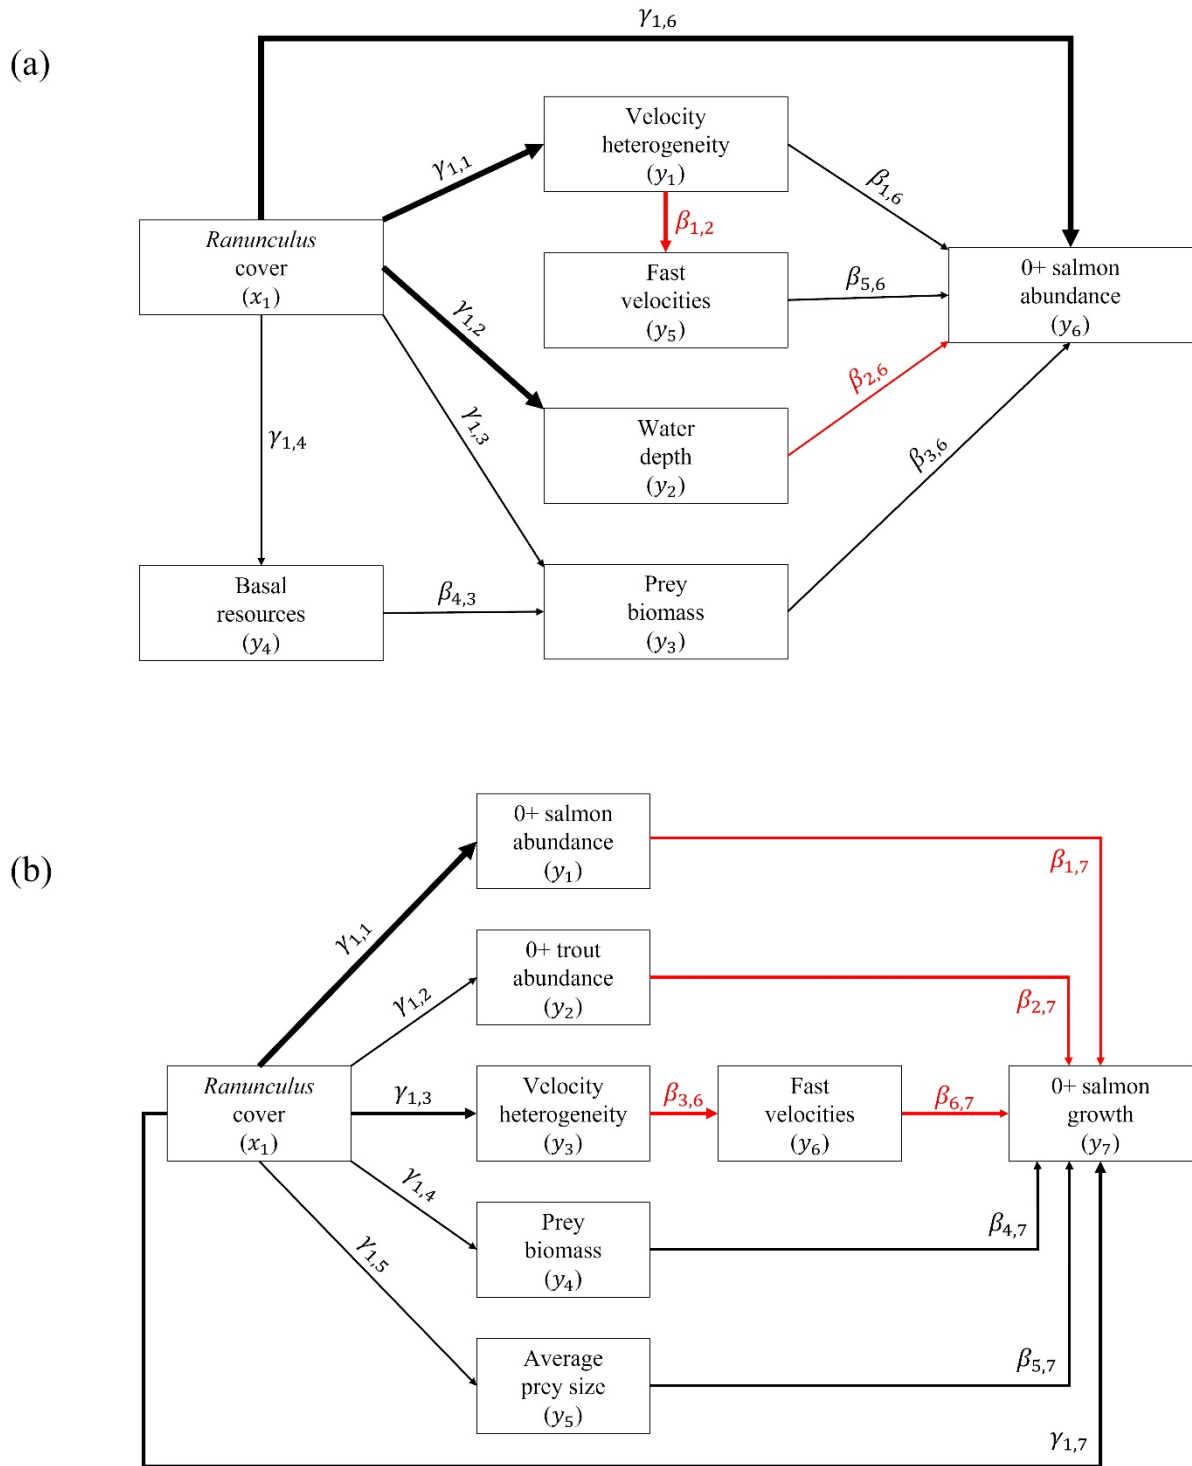 (a)
γ1,6
Velocity
heterogeneity
(y1)
γ1,1
β1,6
β1,2
Ranunculus
cover
(x1)
Fast
velocities
(y5)
β5,6
0+ salmon
abundance
(y6)
γ1,2
β2,6
γ1,3
γ1,4
Water
depth
(y2)
β3,6
Basal
resources
(y4)
β4,3
Prey
biomass
(y3)
(b)
0+ salmon
abundance
(y1)
β1,7
γ1,1
0+ trout
abundance
(y2)
γ1,2
β2,7
Ranunculus
cover
(x1)
γ1,3
Velocity
heterogeneity
(y3)
β3,6
Fast
velocities
(y6)
β6,7
0+ salmon
growth
(y7)
γ1,4
Prey
biomass
(y4)
β4,7
γ1,5
Average
prey size
(y5)
β5,7
γ1,7